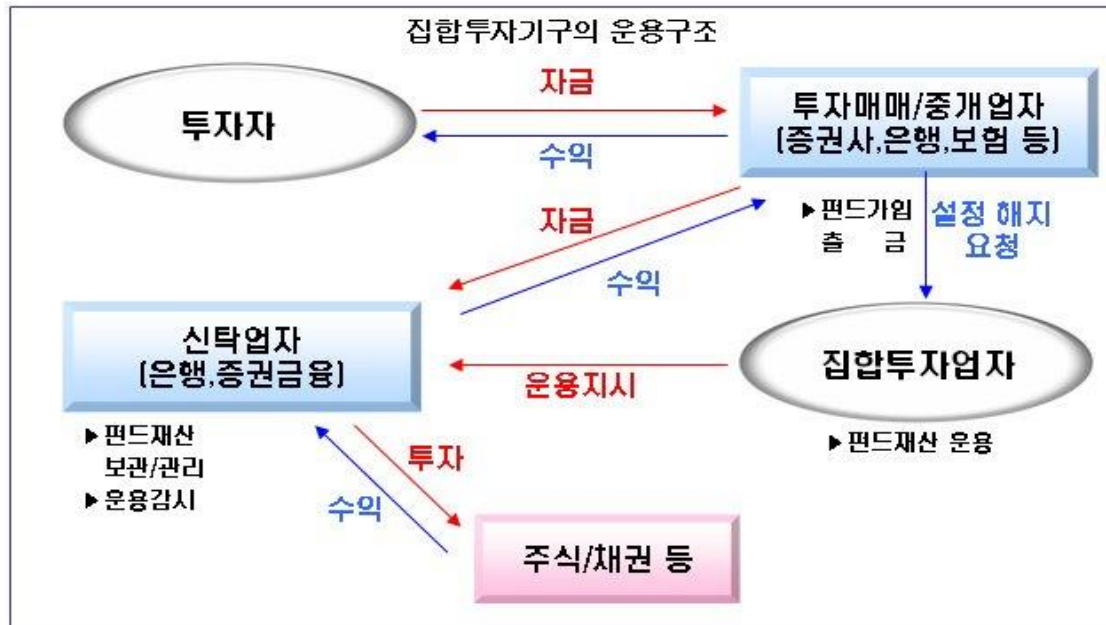 집합투자기구의 운용구조
자금
투자자
투자매매/중개업자
(증권사,은행,보험 등)
수익
자금
▶펀드가입
출 금
설정 해지
요청
수익
신탁업자
(은행,증권금융)
집합투자업자
운용지시
▶펀드재산
보관/관리
▶운용감시
▶펀드재산 운용
투자
수익
주식/채권 등